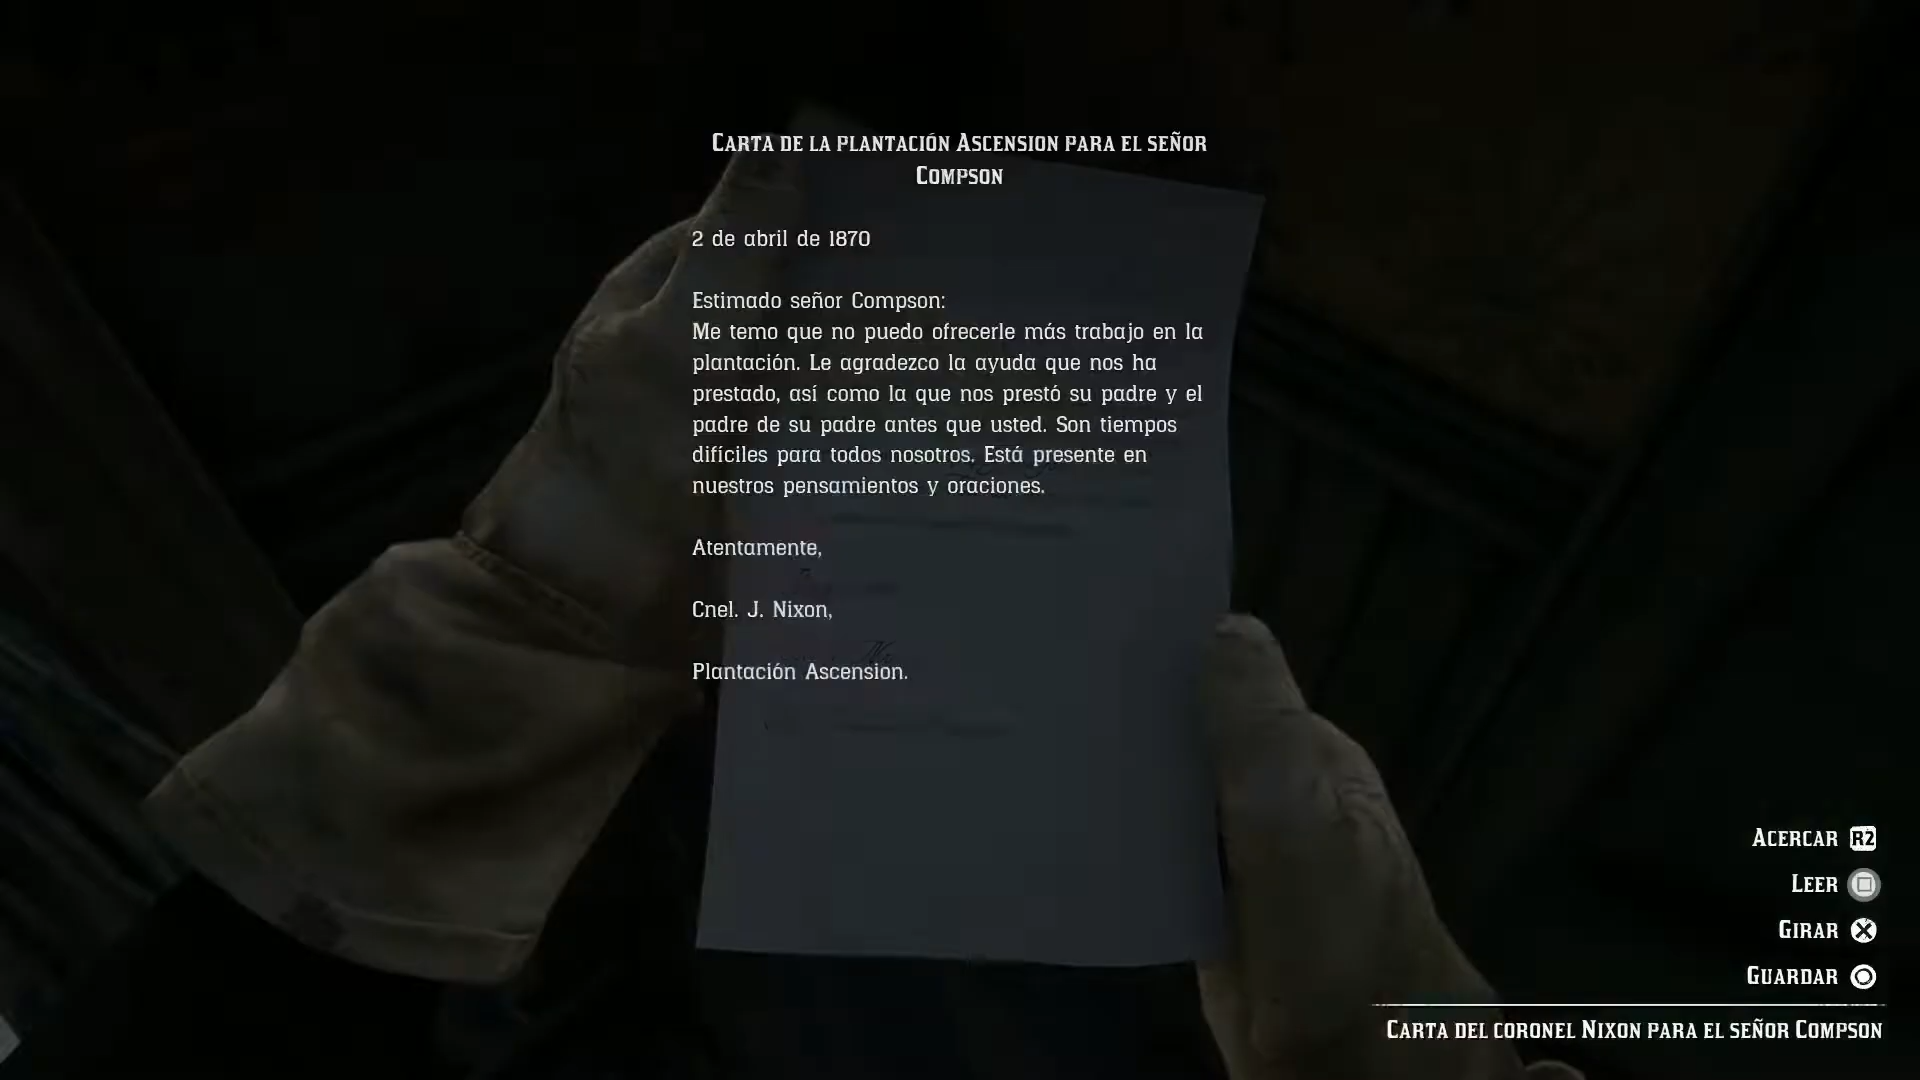 CARTA DE LA PLANTACIÓN ASCENSION PARA EL SEÑOR
COMPSON
2 de abril de 1870
Estimado señor Compson:
Me temo que no puedo ofrecerle más trabajo en la
plantación. Le agradezco la ayuda que nos ha
prestado, así como la que nos prestó su padre y el
padre de su padre antes que usted. Son tiempos
difíciles para todos nosotros. Está presente en
nuestros pensamientos y oraciones.
Atentamente,
Cnel. J. Nixon,
Plantación Ascension.
ACERCAR R2
LEER
GIRAR
GUARDAR
CARTA DEL CORONEL NIXON PARA EL SEÑOR COMPSON